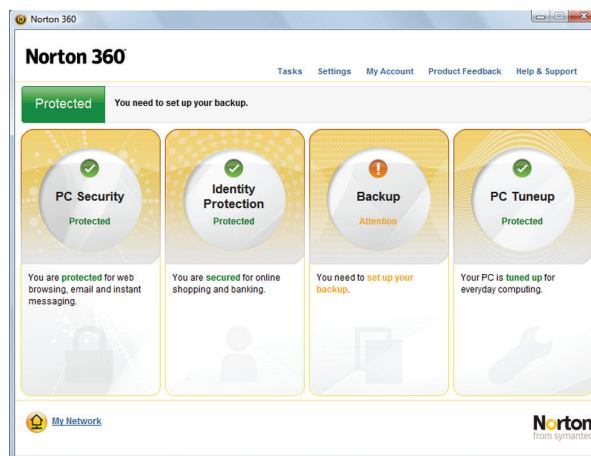 Norton 360
Norton 360
Tasks Settings My Account Product Feedback Help & Support
Protected
You need to set up your backup.
PC Security
Protected
You are protected for web
browsing, email and instant
messaging.
Identity
Protection
Protected
You are secured for online
shopping and banking.
Backup
Attention
You need to set up your
backup.
PC Tuneup
Protected
Your PC is tuned up for
everyday computing.
My Network
Norton
from symantec